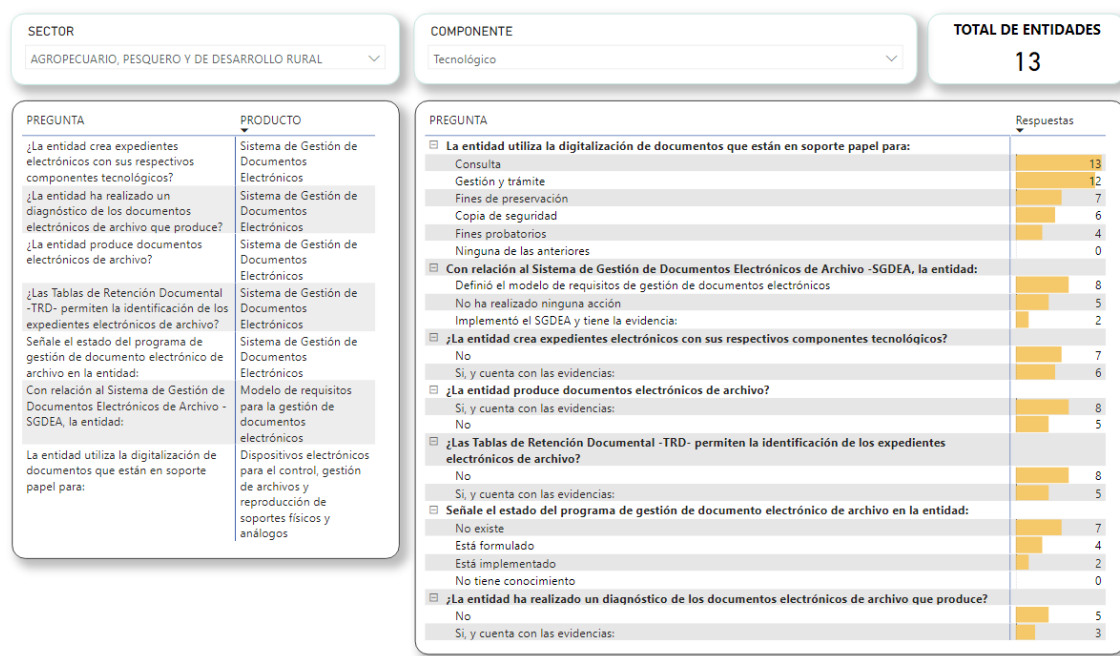 SECTOR
AGROPECUARIO, PESQUERO Y DE DESARROLLO RURAL
COMPONENTE
Tecnológico
TOTAL DE ENTIDADES
13
PREGUNTA PRODUCTO
¿La entidad crea expedientes electrónicos con sus respectivos componentes tecnológicos? Sistema de Gestión de Documentos Electrónicos
¿La entidad ha realizado un diagnóstico de los documentos electrónicos de archivo que produce? Sistema de Gestión de Documentos Electrónicos
¿La entidad produce documentos electrónicos de archivo? Sistema de Gestión de Documentos Electrónicos
¿Las Tablas de Retención Documental -TRD- permiten la identificación de los expedientes electrónicos de archivo? Sistema de Gestión de Documentos Electrónicos
Señale el estado del programa de gestión de documento electrónico de archivo en la entidad: Sistema de Gestión de Documentos Electrónicos
Con relación al Sistema de Gestión de Documentos Electrónicos de Archivo -SGDEA, la entidad: Modelo de requisitos para la gestión de documentos electrónicos
La entidad utiliza la digitalización de documentos que están en soporte papel para: Dispositivos electrónicos para el control, gestión de archivos y reproducción de soportes físicos y análogos
PREGUNTA Respuestas
La entidad utiliza la digitalización de documentos que están en soporte papel para:
Consulta 13
Gestión y trámite 12
Fines de preservación 7
Copia de seguridad 6
Fines probatorios 4
Ninguna de las anteriores 0
Con relación al Sistema de Gestión de Documentos Electrónicos de Archivo -SGDEA, la entidad:
Definió el modelo de requisitos de gestión de documentos electrónicos 8
No ha realizado ninguna acción 5
Implementó el SGDEA y tiene la evidencia: 2
¿La entidad crea expedientes electrónicos con sus respectivos componentes tecnológicos?
No 7
Si, y cuenta con las evidencias: 6
¿La entidad produce documentos electrónicos de archivo?
Si, y cuenta con las evidencias: 8
No 5
¿Las Tablas de Retención Documental -TRD- permiten la identificación de los expedientes
electrónicos de archivo?
No 8
Si, y cuenta con las evidencias: 5
Señale el estado del programa de gestión de documento electrónico de archivo en la entidad:
No existe 7
Está formulado 4
Está implementado 2
No tiene conocimiento 0
¿La entidad ha realizado un diagnóstico de los documentos electrónicos de archivo que produce?
No 5
Si, y cuenta con las evidencias: 3